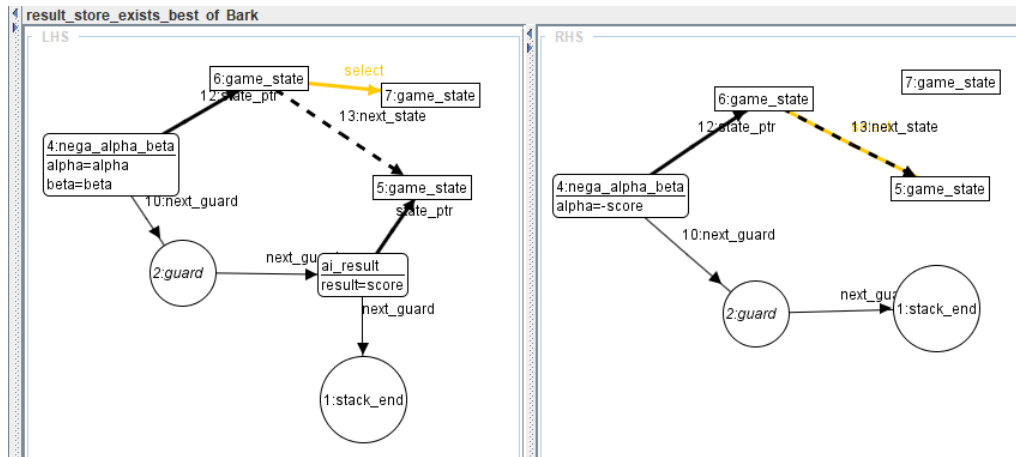 result_store_exists_best of Bark
LHS
6:game_state
select
7:game_state
12:state_ptr
13:next_state
4:nega_alpha_beta
alpha=alpha
beta=beta
5:game_state
state_ptr
10:next_guard
2:guard
next_gu
ai_result
result=score
next_guard
1:stack_end
RHS
7:game_state
6:game_state
12:state_ptr
13:next_state
4:nega_alpha_beta
alpha=-score
5:game_state
10:next_guard
2:guard
next_gua
1:stack_end